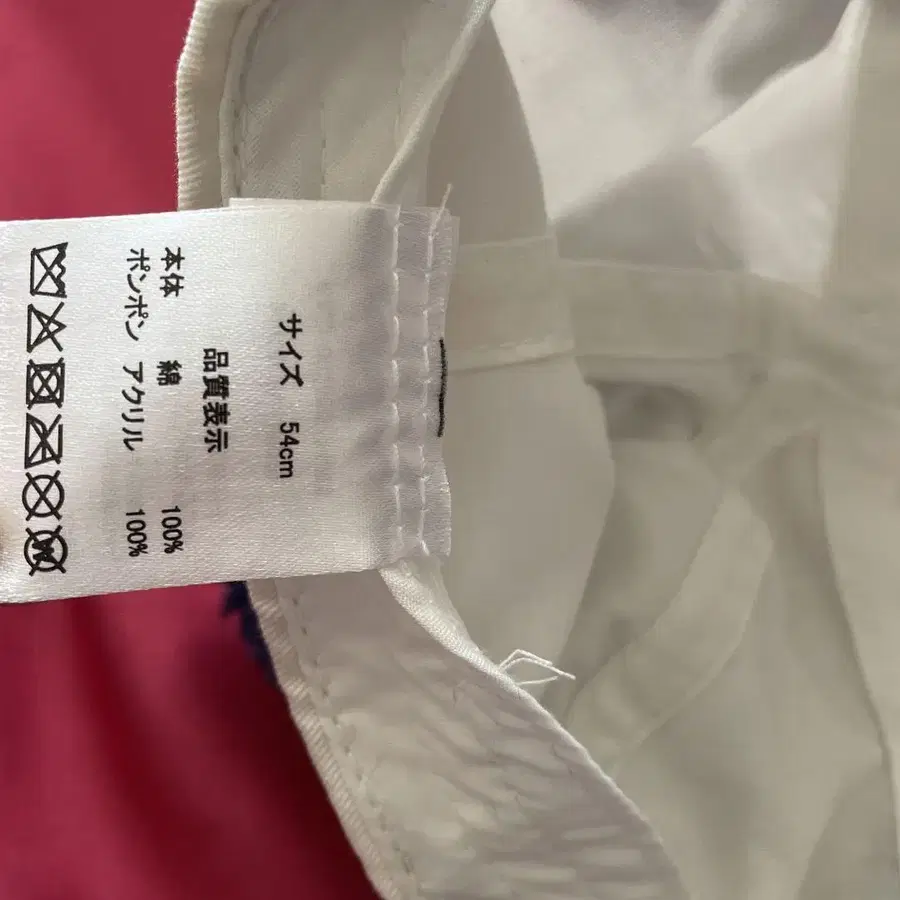 サイズ 54cm
品質表示
本体 綿 100%
ポンポン アクリル 100%